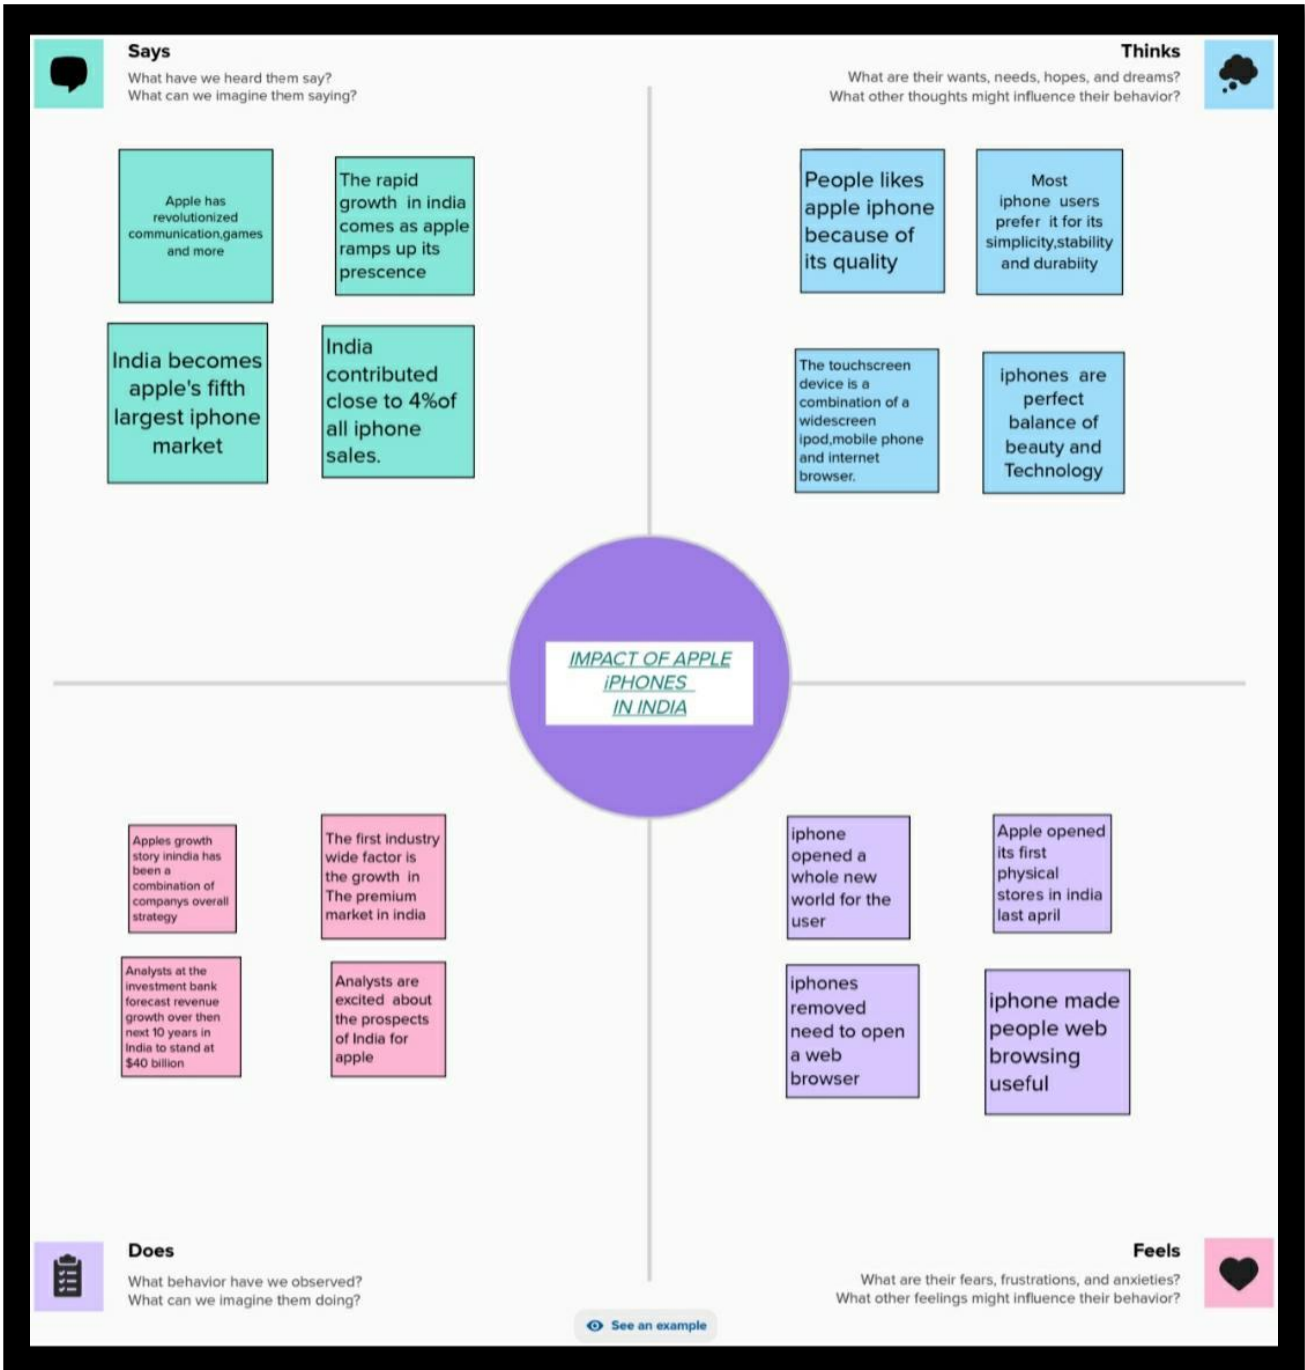 Says
What have we heard them say?
What can we imagine them saying?
Thinks
What are their wants, needs, hopes, and dreams?
What other thoughts might influence their behavior?
Apple has
revolutionized
communication,games
and more
The rapid
growth in india
comes as apple
ramps up its
prescence
India becomes
apple's fifth
largest iphone
market
India
contributed
close to 4%of
all iphone
sales.
People likes
apple iphone
because of
its quality
Most
iphone users
prefer it for its
simplicity,stability
and durabiity
The touchscreen
device is a
combination of a
widescreen
ipod,mobile phone
and internet
browser.
iphones are
perfect
balance of
beauty and
Technology
IMPACT OF APPLE
iPHONES
IN INDIA
Apples growth
story inindia has
been a
combination of
companys overall
strategy
The first industry
wide factor is
the growth in
The premium
market in india
Analysts at the
investment bank
forecast revenue
growth over then
next 10 years in
India to stand at
$40 billion
Analysts are
excited about
the prospects
of India for
apple
iphone
opened a
whole new
world for the
user
Apple opened
its first
physical
stores in india
last april
iphones
removed
need to open
a web
browser
iphone made
people web
browsing
useful
Does
What behavior have we observed?
What can we imagine them doing?
Feels
What are their fears, frustrations, and anxieties?
What other feelings might influence their behavior?
See an example